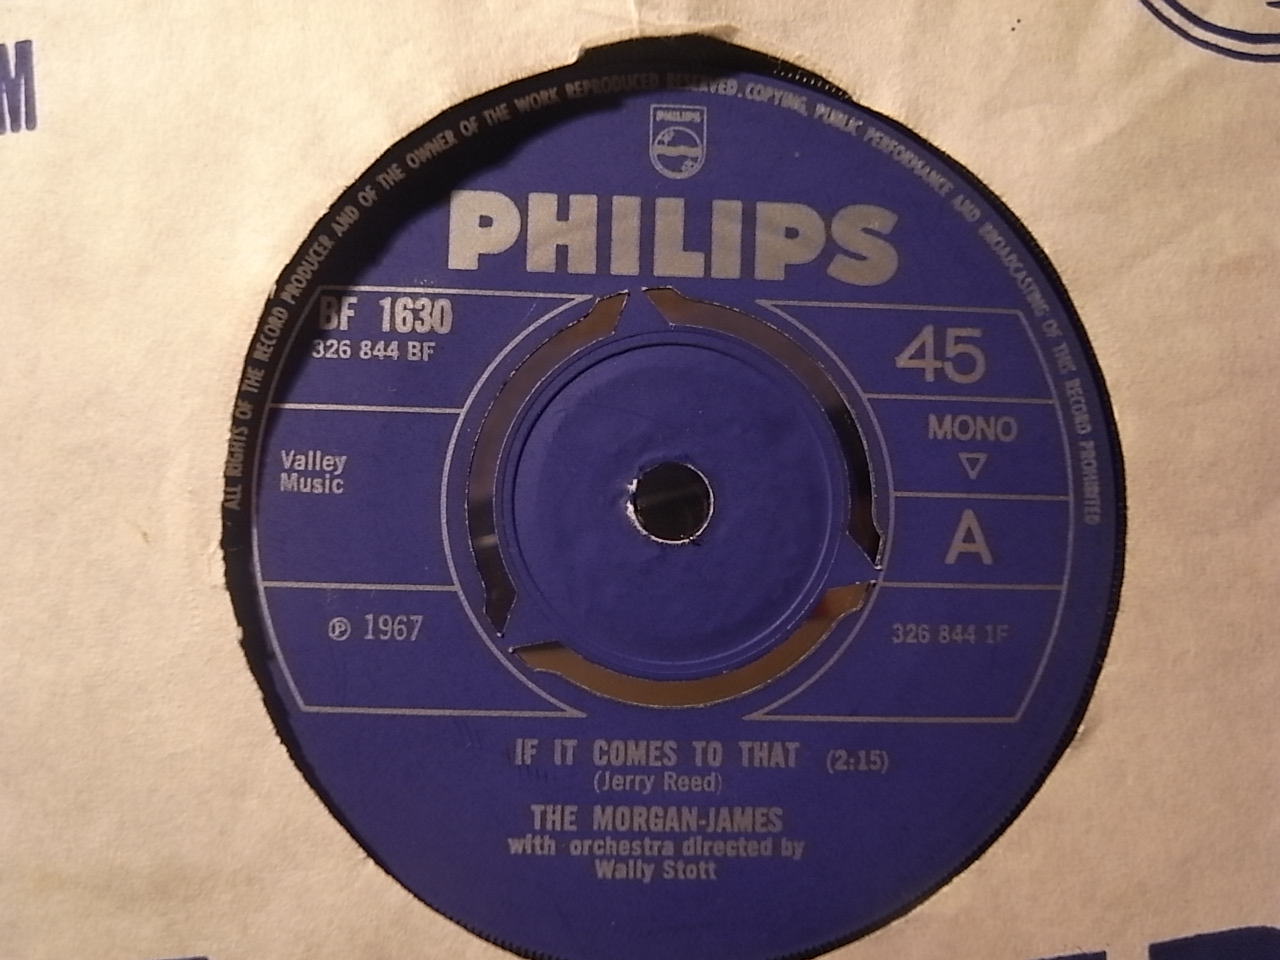 M
ALL RIGHTS OF THE RECORD PRODUCER AND OF THE OWNER OF THE WORK REPRODUCED RESERVED. COPYING, PUBLIC PERFORMANCE AND BROADCASTING OF THIS RECORD PROHIBITED
PHILIPS
PHILIPS
BF 1630
326 844 BF
45
MONO
▽
Valley
Music
A
℗ 1967
326 844 1F
IF IT COMES TO THAT (2:15)
(Jerry Reed)
THE MORGAN-JAMES
with orchestra directed by
Wally Stott